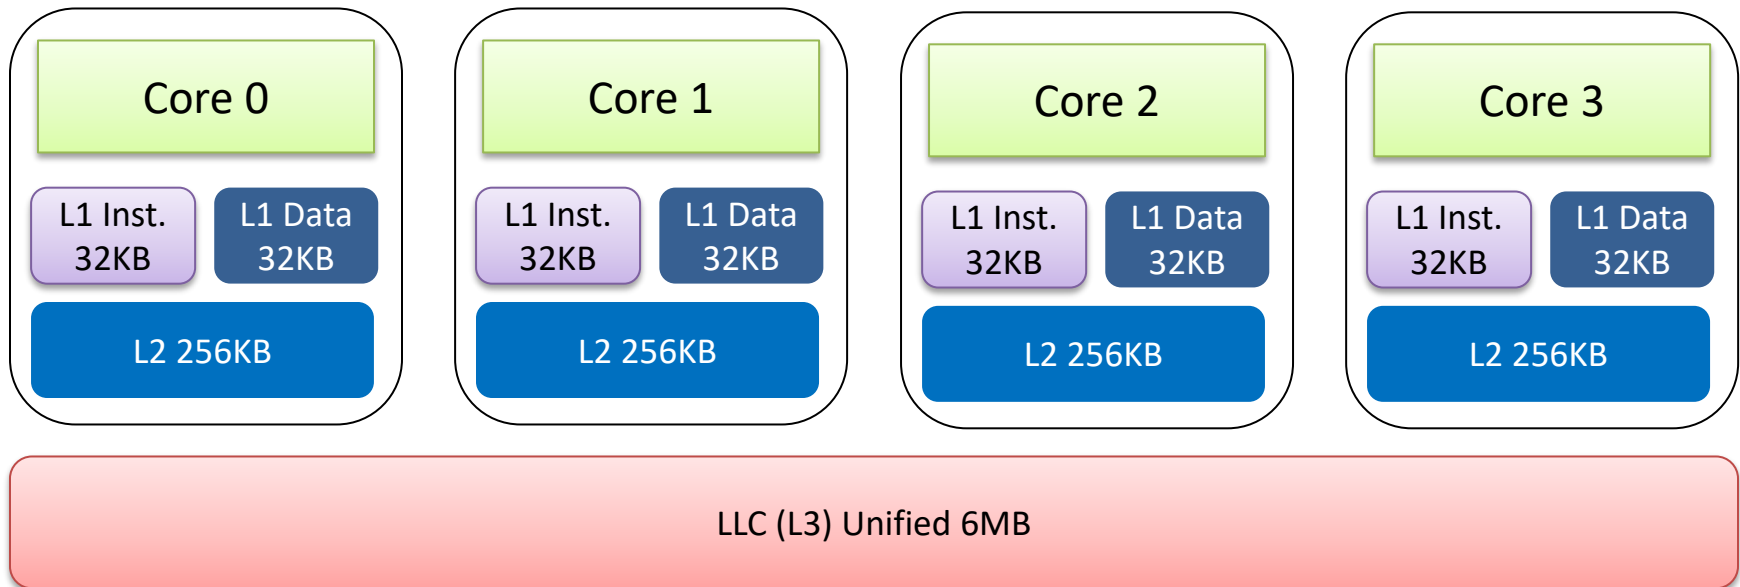 Core 0
L1 Inst.
32KB
L1 Data
32KB
L2 256KB
Core 1
L1 Inst.
32KB
L1 Data
32KB
L2 256KB
Core 2
L1 Inst.
32KB
L1 Data
32KB
L2 256KB
Core 3
L1 Inst.
32KB
L1 Data
32KB
L2 256KB
LLC (L3) Unified 6MB